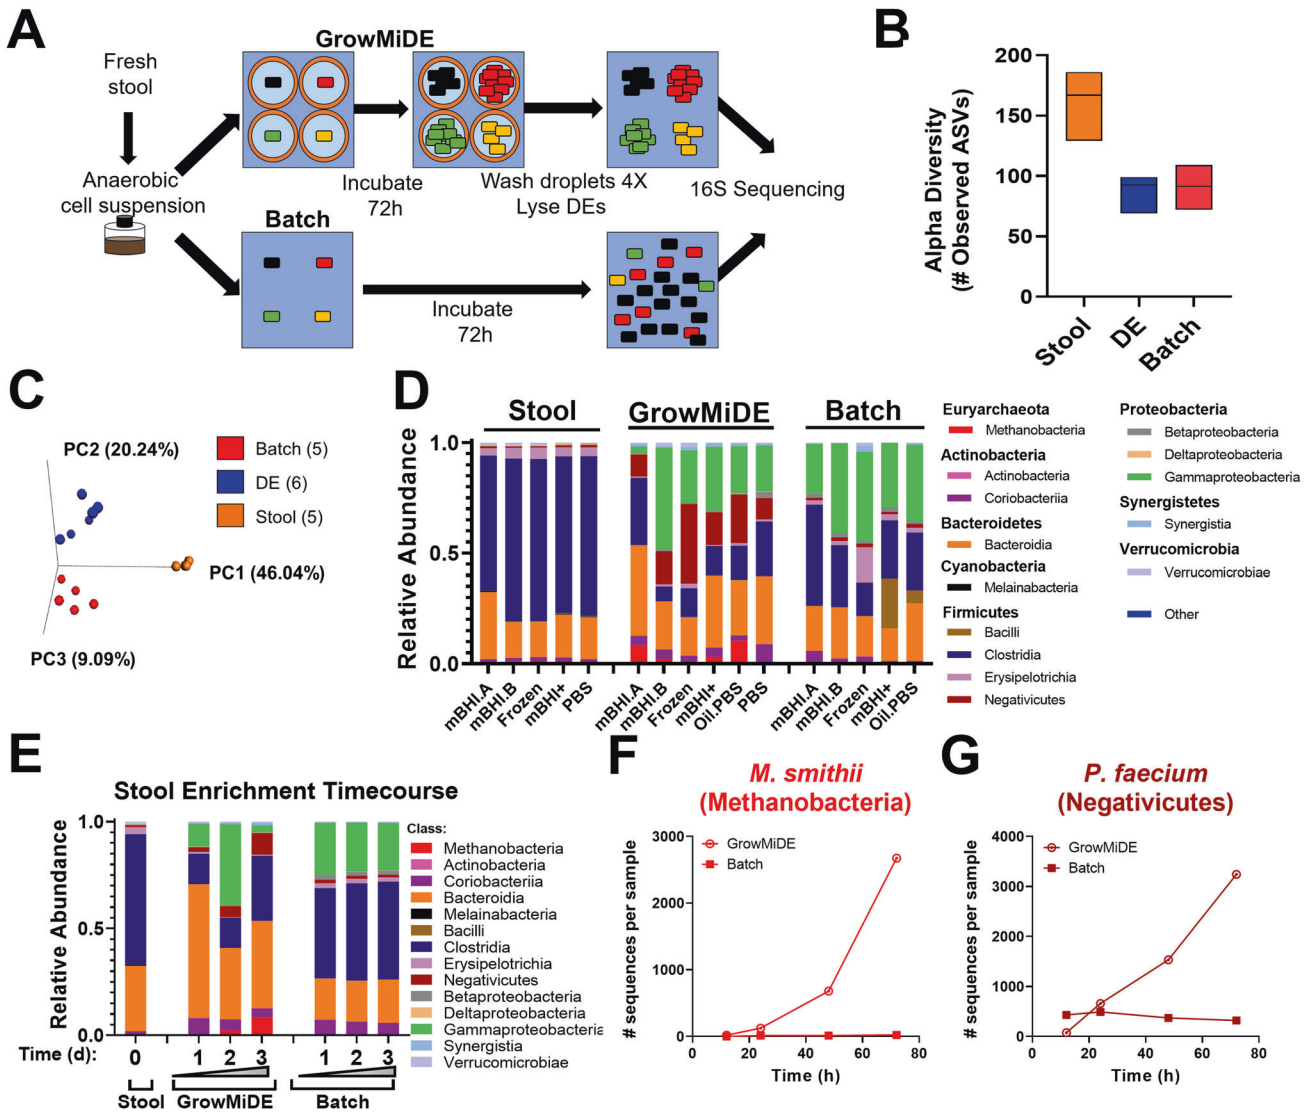 A
GrowMiDE
Fresh
stool
Anaerobic
cell suspension
Incubate
72h
Wash droplets 4X
Lyse DEs
16S Sequencing
Batch
Incubate
72h
B
Alpha Diversity
(# Observed ASVs)
200
150
100
50
0
Stool
DE
Batch
C
PC2 (20.24%)
Batch (5)
DE (6)
Stool (5)
PC1 (46.04%)
PC3 (9.09%)
D
Stool
GrowMiDE
Batch
Relative Abundance
1.0
0.5
0.0
mBHI.A
mBHI.B
Frozen
mBHI+
PBS
mBHI.A
mBHI.B
Frozen
mBHI+
Oil.PBS
PBS
mBHI.A
mBHI.B
Frozen
mBHI+
Oil.PBS
Euryarchaeota
Methanobacteria
Actinobacteria
Actinobacteria
Coriobacteriia
Bacteroidetes
Bacteroidia
Cyanobacteria
Melainabacteria
Firmicutes
Bacilli
Clostridia
Erysipelotrichia
Negativicutes
Proteobacteria
Betaproteobacteria
Deltaproteobacteria
Gammaproteobacteria
Synergistetes
Synergistia
Verrucomicrobia
Verrucomicrobiae
Other
E
Stool Enrichment Timecourse
Relative Abundance
1.0
0.5
0.0
Time (d):
0
1
2
3
1
2
3
Stool
GrowMiDE
Batch
Class:
Methanobacteria
Actinobacteria
Coriobacteriia
Bacteroidia
Melainabacteria
Bacilli
Clostridia
Erysipelotrichia
Negativicutes
Betaproteobacteria
Deltaproteobacteria
Gammaproteobacteria
Synergistia
Verrucomicrobiae
F
M. smithii
(Methanobacteria)
# sequences per sample
3000
2000
1000
0
GrowMiDE
Batch
0
20
40
60
80
Time (h)
G
P. faecium
(Negativicutes)
# sequences per sample
4000
3000
2000
1000
0
GrowMiDE
Batch
0
20
40
60
80
Time (h)